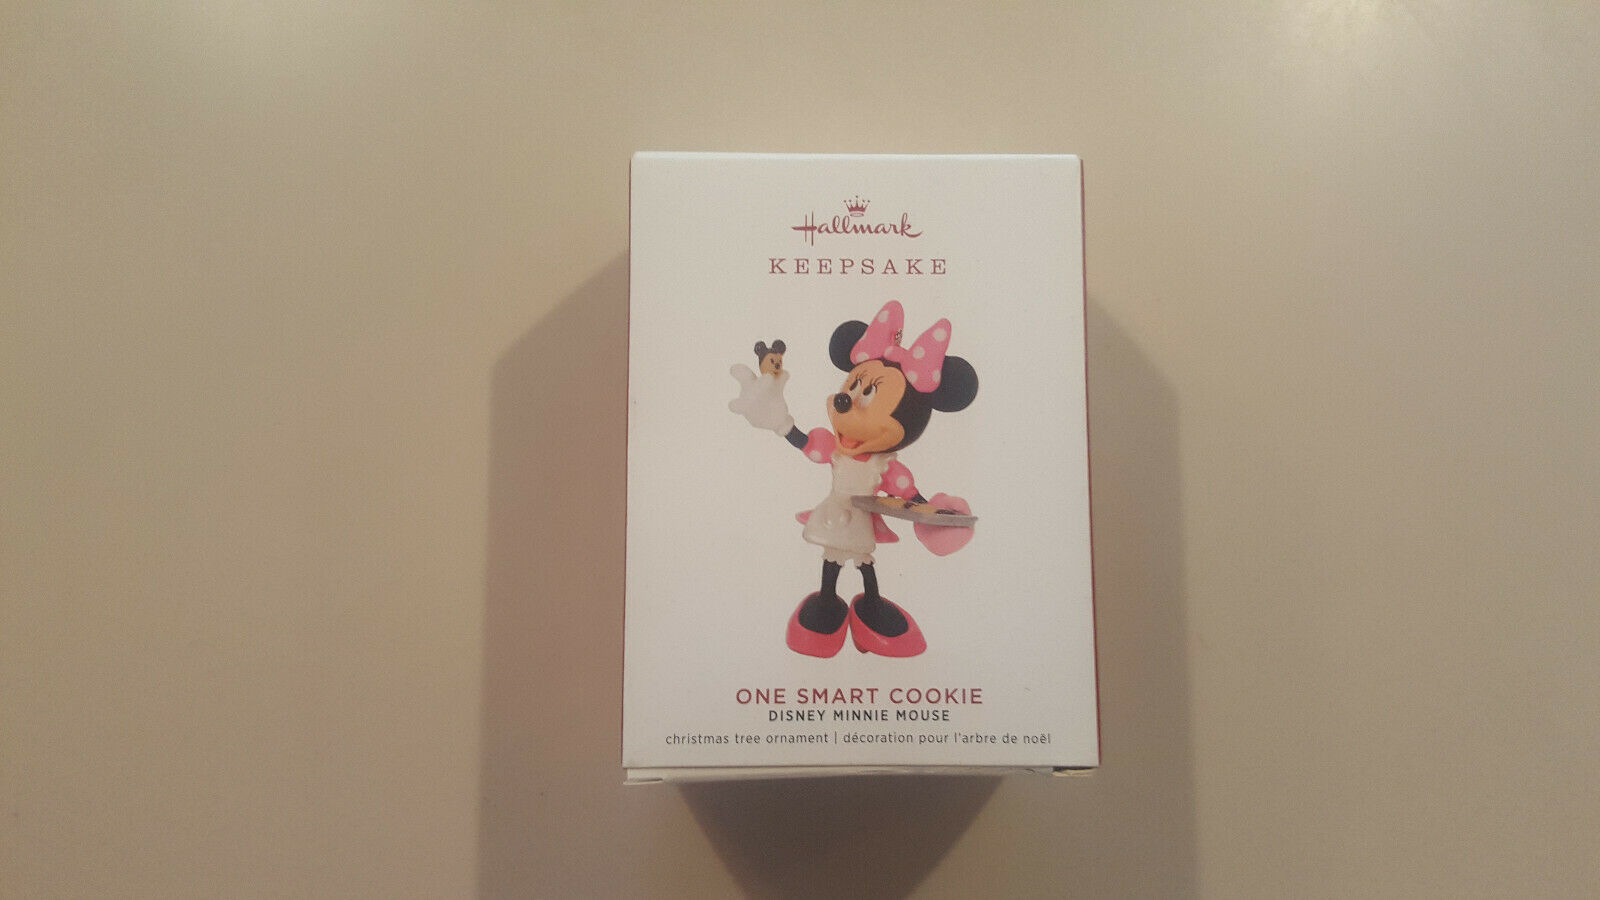 Hallmark
KEEPSAKE
ONE SMART COOKIE
DISNEY MINNIE MOUSE
christmas tree ornament | décoration pour l'arbre de noël